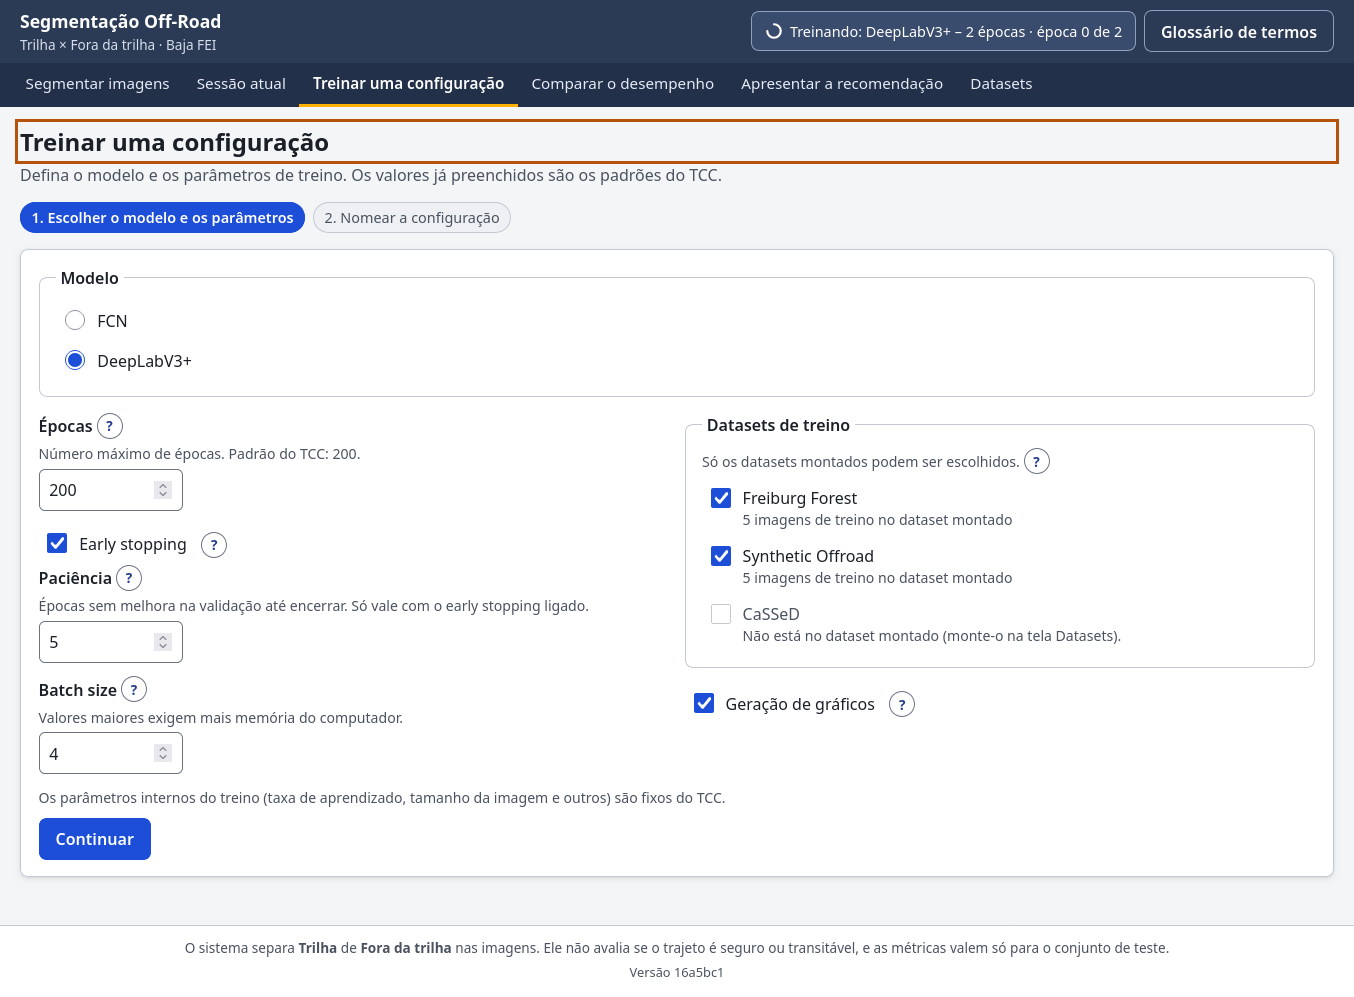 Segmentação Off-Road
Trilha × Fora da trilha · Baja FEI
Treinando: DeepLabV3+ – 2 épocas · época 0 de 2
Glossário de termos
Segmentar imagens
Sessão atual
Treinar uma configuração
Comparar o desempenho
Apresentar a recomendação
Datasets
Treinar uma configuração
Defina o modelo e os parâmetros de treino. Os valores já preenchidos são os padrões do TCC.
1. Escolher o modelo e os parâmetros
2. Nomear a configuração
Modelo
FCN
DeepLabV3+
Épocas ?
Número máximo de épocas. Padrão do TCC: 200.
200
Early stopping ?
Paciência ?
Épocas sem melhora na validação até encerrar. Só vale com o early stopping ligado.
5
Batch size ?
Valores maiores exigem mais memória do computador.
4
Datasets de treino
Só os datasets montados podem ser escolhidos. ?
Freiburg Forest
5 imagens de treino no dataset montado
Synthetic Offroad
5 imagens de treino no dataset montado
CaSSeD
Não está no dataset montado (monte-o na tela Datasets).
Geração de gráficos ?
Os parâmetros internos do treino (taxa de aprendizado, tamanho da imagem e outros) são fixos do TCC.
Continuar
O sistema separa Trilha de Fora da trilha nas imagens. Ele não avalia se o trajeto é seguro ou transitável, e as métricas valem só para o conjunto de teste.
Versão 16a5bc1